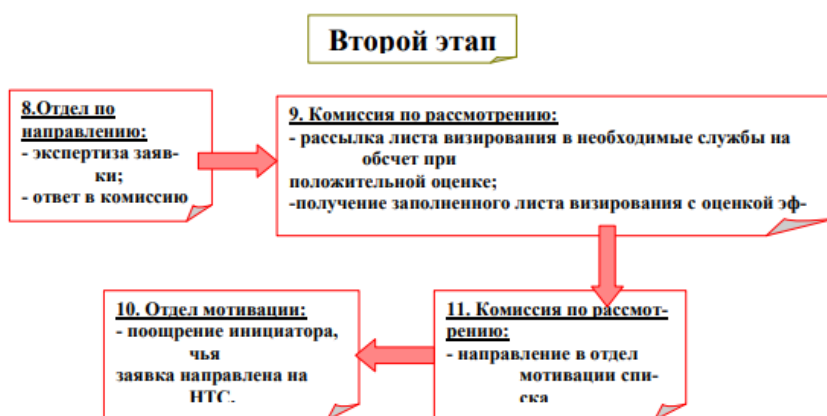 Второй этап
8.Отдел по
направлению:
- экспертиза заяв-
ки;
- ответ в комиссию
9. Комиссия по рассмотрению:
- рассылка листа визирования в необходимые службы на
обсчет при
положительной оценке;
-получение заполненного листа визирования с оценкой эф-
10. Отдел мотивации:
- поощрение инициатора,
чья
заявка направлена на
НТС.
11. Комиссия по рассмот-
рению:
- направление в отдел
мотивации спи-
ска